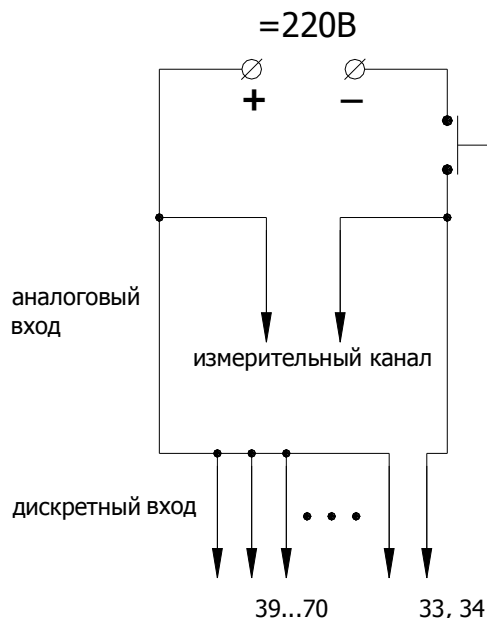 =220В
+ −
аналоговый
вход
измерительный канал
дискретный вход
39...70 33, 34